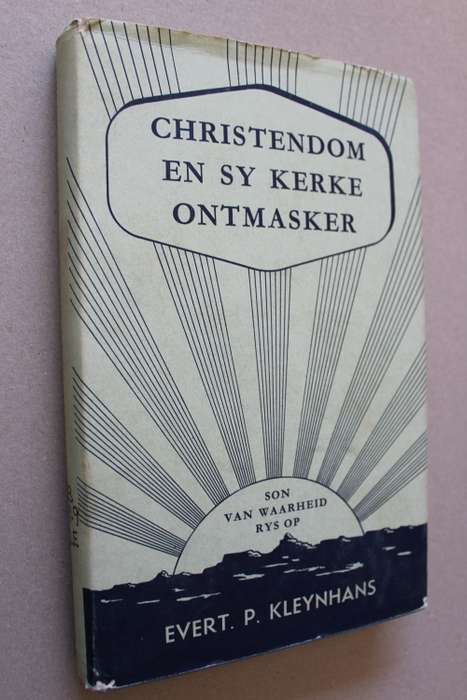 CHRISTENDOM
EN SY KERKE
ONTMASKER
SON
VAN WAARHEID
RYS OP
EVERT. P. KLEYNHANS